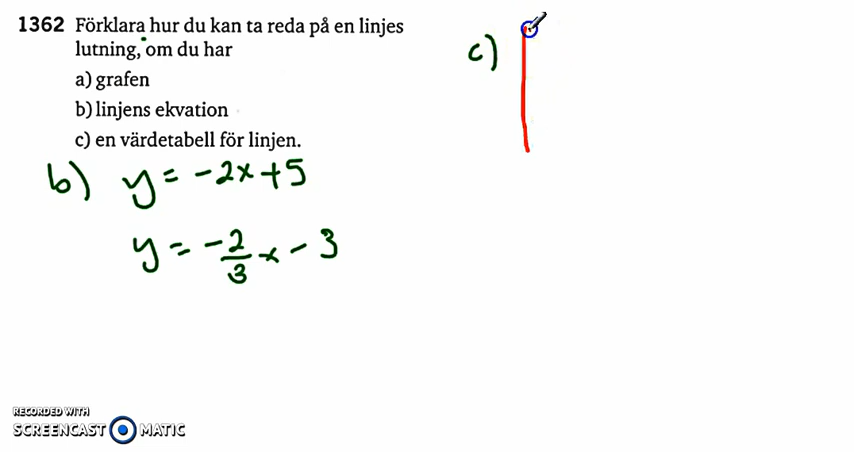 1362 Förklara hur du kan ta reda på en linjes
lutning, om du har
a) grafen
b) linjens ekvation
c) en värdetabell för linjen.
b) y = -2x + 5
y = -2/3 x - 3
c)
RECORDED WITH
SCREENCAST O MATIC